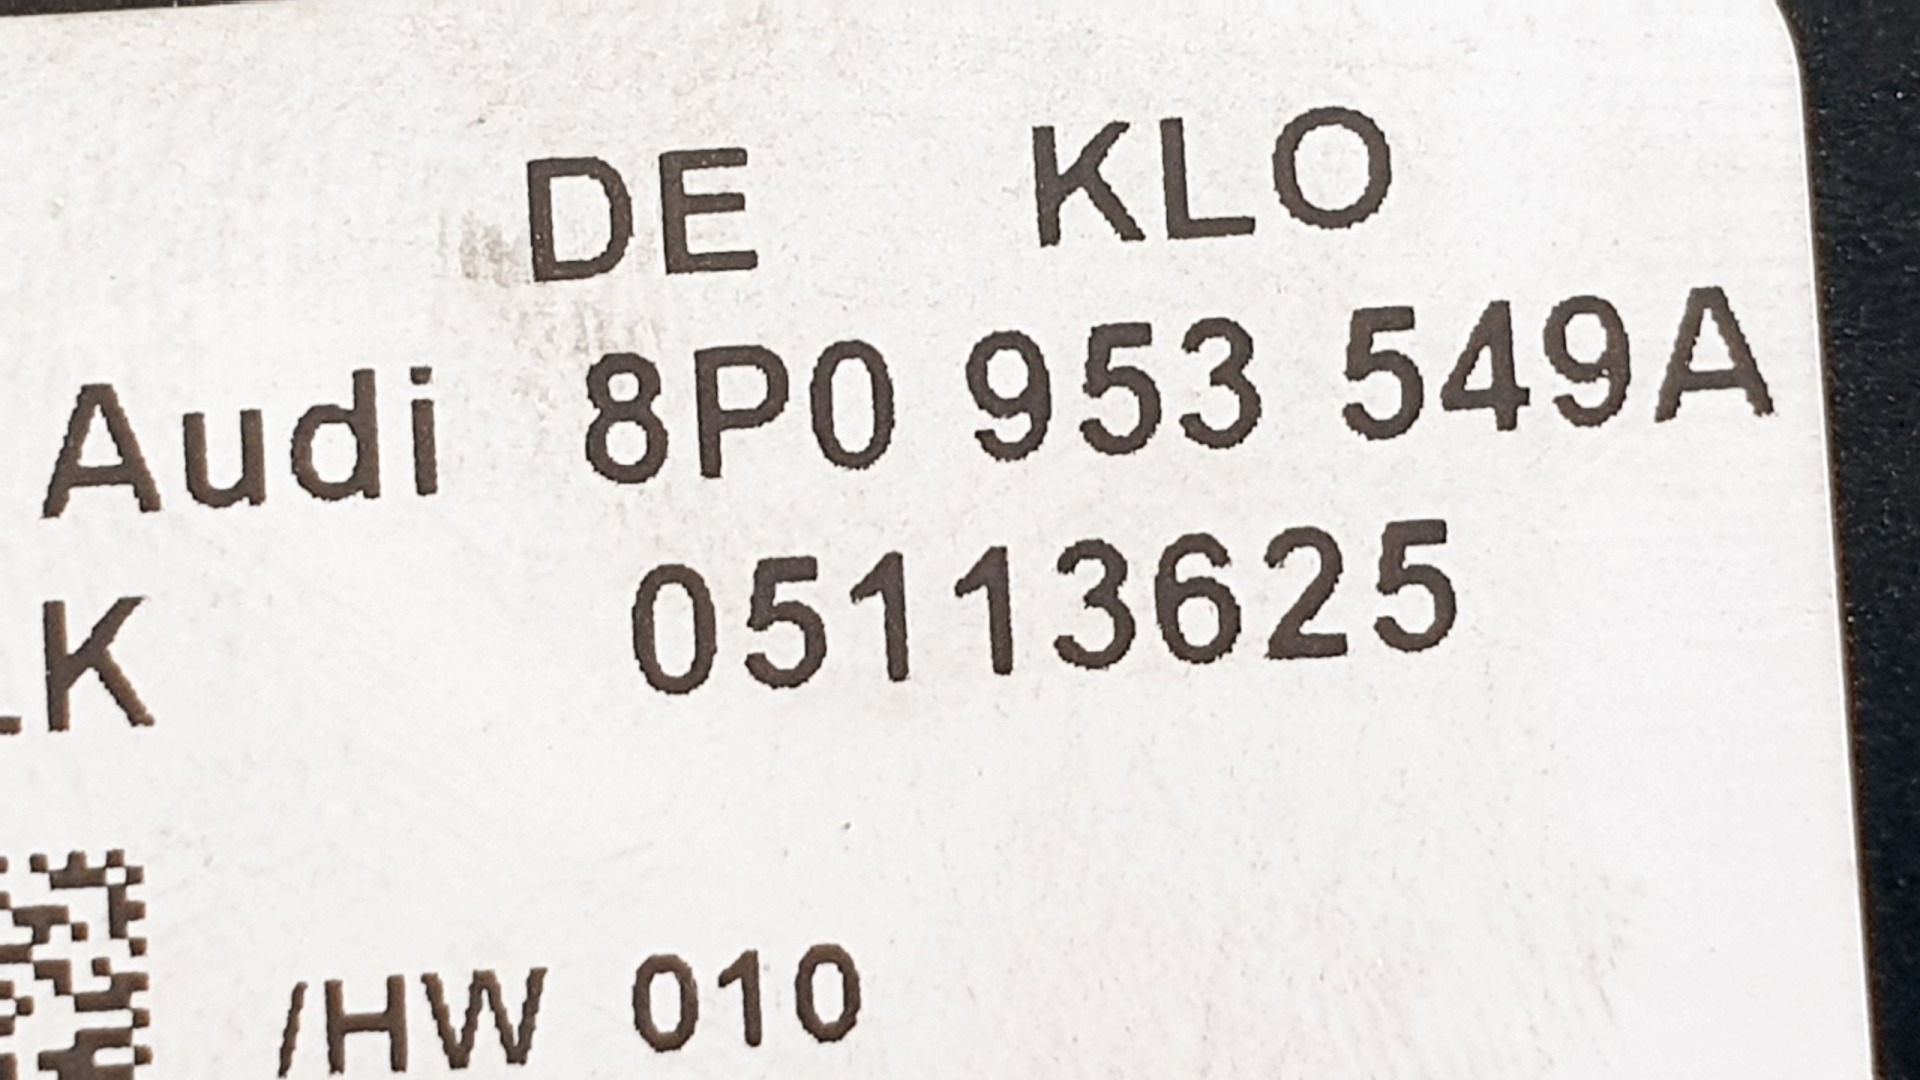 DE KLO
Audi 8P0 953 549A
LK 05113625
/HW 010